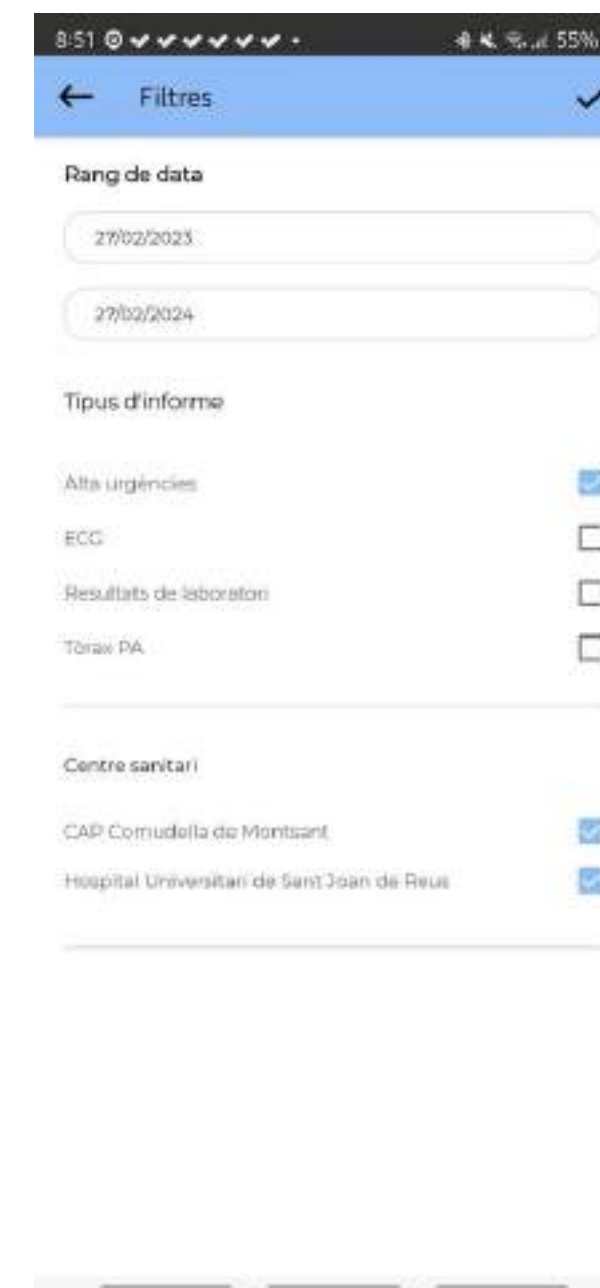 8:51 55%
Filtres
Rang de data
27/02/2023
27/02/2024
Tipus d'informe
Alta urgències
ECG
Resultats de laboratori
Tòrax PA
Centre sanitari
CAP Cornudella de Montsant
Hospital Universitari de Sant Joan de Reus